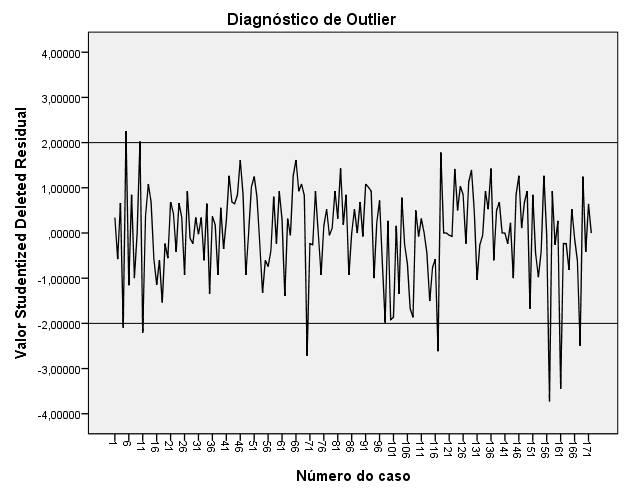 Diagnóstico de Outlier
Valor Studentized Deleted Residual
4,00000
3,00000
2,00000
1,00000
,00000
-1,00000
-2,00000
-3,00000
-4,00000
1 6 11 16 21 26 31 36 41 46 51 56 61 66 71 76 81 86 91 96 101 106 111 116 121 126 131 136 141 146 151 156 161 166 171
Número do caso